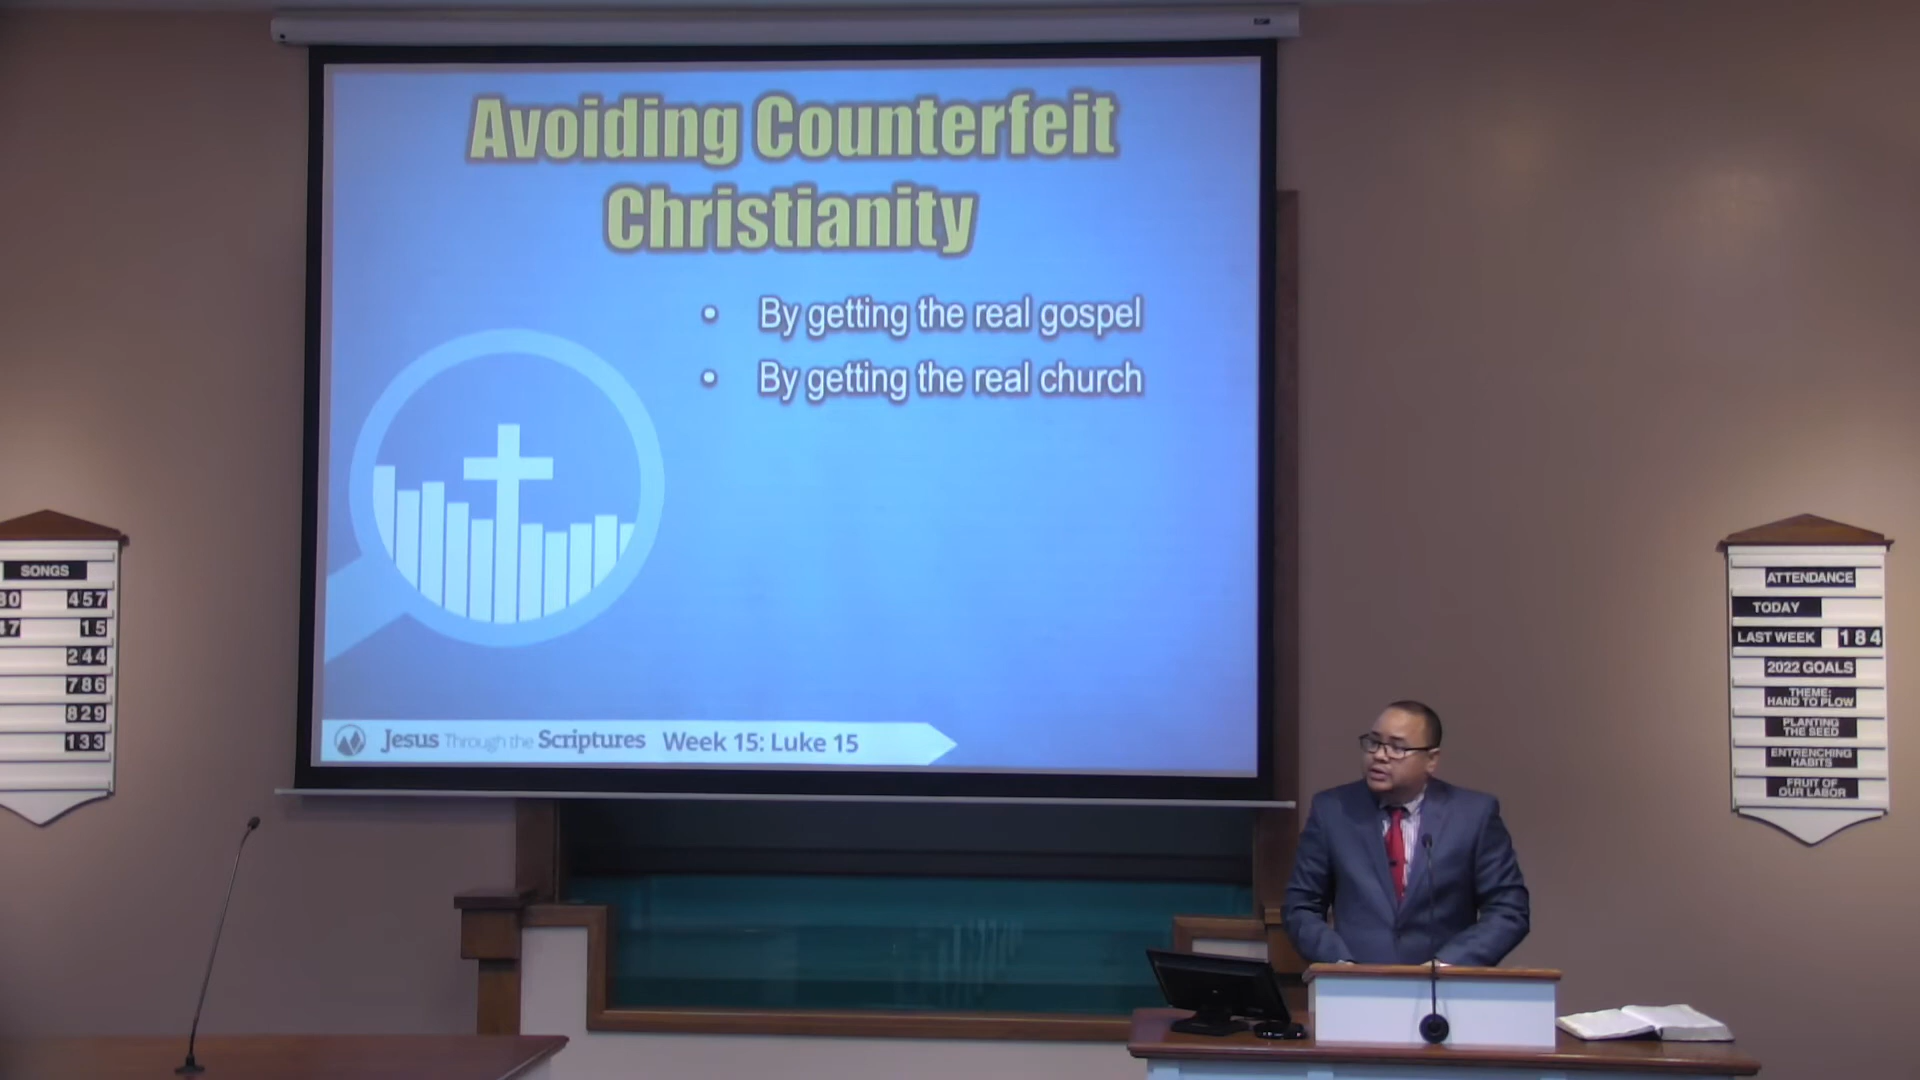 Avoiding Counterfeit
Christianity
• By getting the real gospel
• By getting the real church
Jesus Through the Scriptures Week 15: Luke 15
SONGS
457
15
244
786
829
133
ATTENDANCE
TODAY
LAST WEEK 184
2022 GOALS
THEME:
HAND TO PLOW
PLANTING
THE SEED
ENTRENCHING
HABITS
FRUIT OF
OUR LABOR